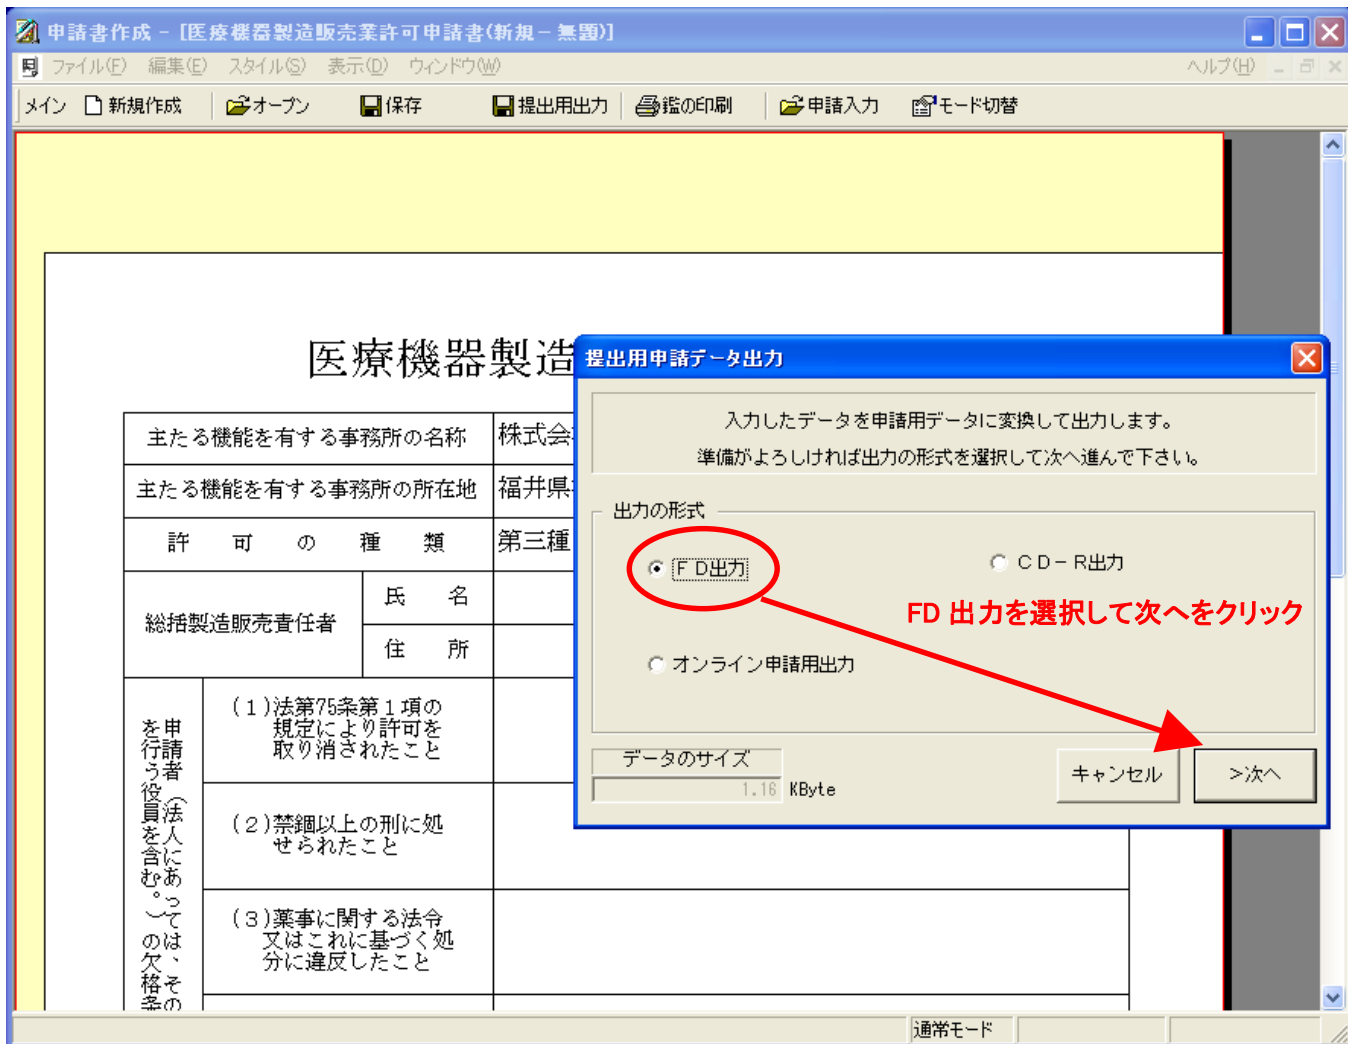 申請書作成 - [医療機器製造販売業許可申請書(新規 - 無題)]
ファイル(F) 編集(E) スタイル(S) 表示(D) ウィンドウ(W) ヘルプ(H)
メイン 新規作成 オープン 保存 提出用出力 鑑の印刷 申請入力 モード切替
医療機器製造
主たる機能を有する事務所の名称 株式会
主たる機能を有する事務所の所在地 福井県
許可の種類 第三種
総括製造販売責任者 氏名
住所
申請者(法人にあっては、その
を行う役員を含む。)の欠格条の
(1)法第75条第1項の
規定により許可を
取り消されたこと
(2)禁錮以上の刑に処
せられたこと
(3)薬事に関する法令
又はこれに基づく処
分に違反したこと
提出用申請データ出力
入力したデータを申請用データに変換して出力します。
準備がよろしければ出力の形式を選択して次へ進んで下さい。
出力の形式
FD出力
CD-R出力
FD 出力を選択して次へをクリック
オンライン申請用出力
データのサイズ
1.16 KByte
キャンセル >次へ
通常モード